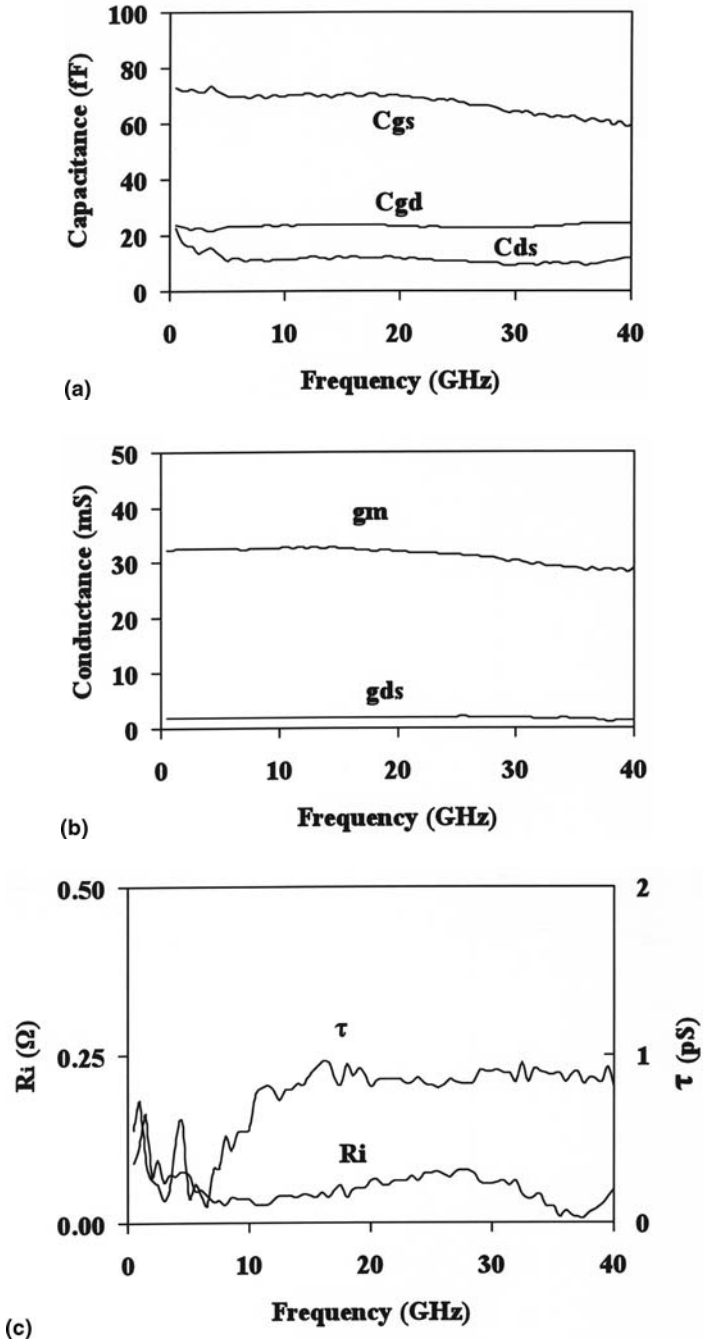 100
80
60
40
20
0
Capacitance (fF)
Cgs
Cgd
Cds
0
10
20
30
40
Frequency (GHz)
(a)
50
40
30
20
10
0
Conductance (mS)
gm
gds
0
10
20
30
40
Frequency (GHz)
(b)
0.50
0.25
0.00
Ri (Ω)
τ
Ri
2
1
0
τ (pS)
0
10
20
30
40
Frequency (GHz)
(c)